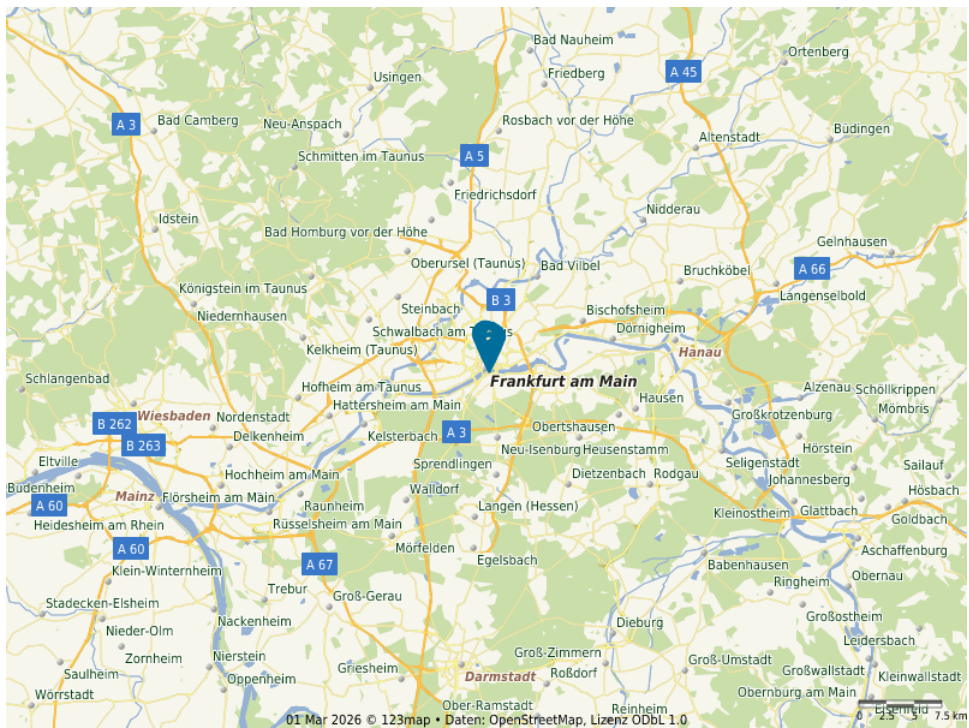 Bad Nauheim
Ortenberg
A 45
Usingen
Friedberg
A 3
Bad Camberg
Neu-Anspach
Rosbach vor der Höhe
Altenstadt
Büdingen
Schmitten im Taunus
A 5
Friedrichsdorf
Nidderau
Idstein
Bad Homburg vor der Höhe
Gelnhausen
Oberursel (Taunus)
Bad Vilbel
Bruchköbel
A 66
Königstein im Taunus
Langenselbold
Niedernhausen
Steinbach
B 3
Bischofsheim
Schwalbach am Taunus
Dörnigheim
Kelkheim (Taunus)
Hanau
Schlangenbad
Hofheim am Taunus
Frankfurt am Main
Alzenau
Schöllkrippen
Hausen
Mömbris
Wiesbaden
Nordenstadt
Hattersheim am Main
Großkrotzenburg
B 262
B 263
Delkenheim
Kelsterbach
A 3
Obertshausen
Hörstein
Eltville
Neu-Isenburg
Heusenstamm
Seligenstadt
Sailauf
Budenheim
Hochheim am Main
Sprendlingen
Dietzenbach
Rodgau
Johannesberg
Mainz
Flörsheim am Main
Walldorf
Hösbach
A 60
Raunheim
Langen (Hessen)
Kleinostheim
Glattbach
Goldbach
Heidesheim am Rhein
Rüsselsheim am Main
A 60
Mörfelden
Egelsbach
Aschaffenburg
A 67
Klein-Winternheim
Babenhausen
Ringheim
Obernau
Trebur
Groß-Gerau
Stadecken-Elsheim
Nackenheim
Großostheim
Nieder-Olm
Dieburg
Leidersbach
Zornheim
Nierstein
Groß-Zimmern
Groß-Umstadt
Saulheim
Griesheim
Roßdorf
Großwallstadt
Kleinwallstadt
Oppenheim
Darmstadt
Wörrstadt
Obernburg am Main
Ober-Ramstadt
Reinheim
Elsenfeld
0 2.5 5 7.5 km
01 Mar 2026 © 123map • Daten: OpenStreetMap, Lizenz ODbL 1.0